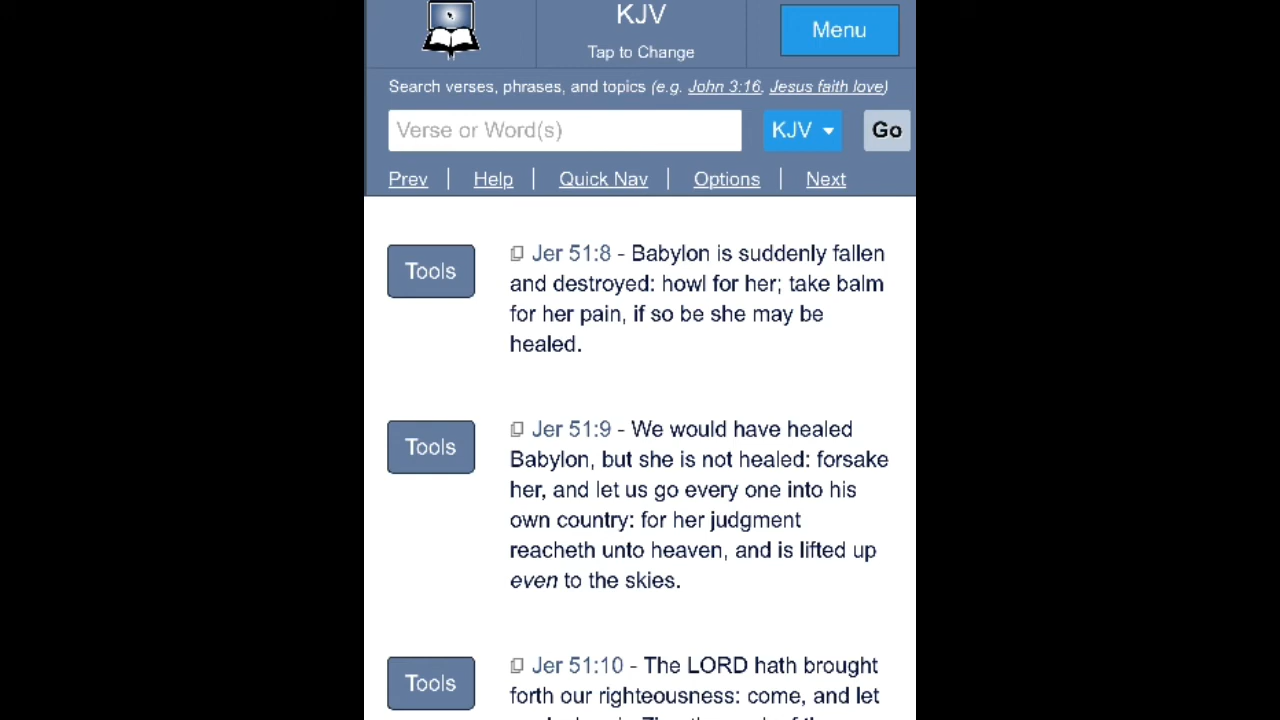 KJV
Menu
Tap to Change
Search verses, phrases, and topics (e.g. John 3:16, Jesus faith love)
Verse or Word(s)
KJV
Go
Prev | Help | Quick Nav | Options | Next
Tools
Jer 51:8 - Babylon is suddenly fallen
and destroyed: howl for her; take balm
for her pain, if so be she may be
healed.
Tools
Jer 51:9 - We would have healed
Babylon, but she is not healed: forsake
her, and let us go every one into his
own country: for her judgment
reacheth unto heaven, and is lifted up
even to the skies.
Tools
Jer 51:10 - The LORD hath brought
forth our righteousness: come, and let